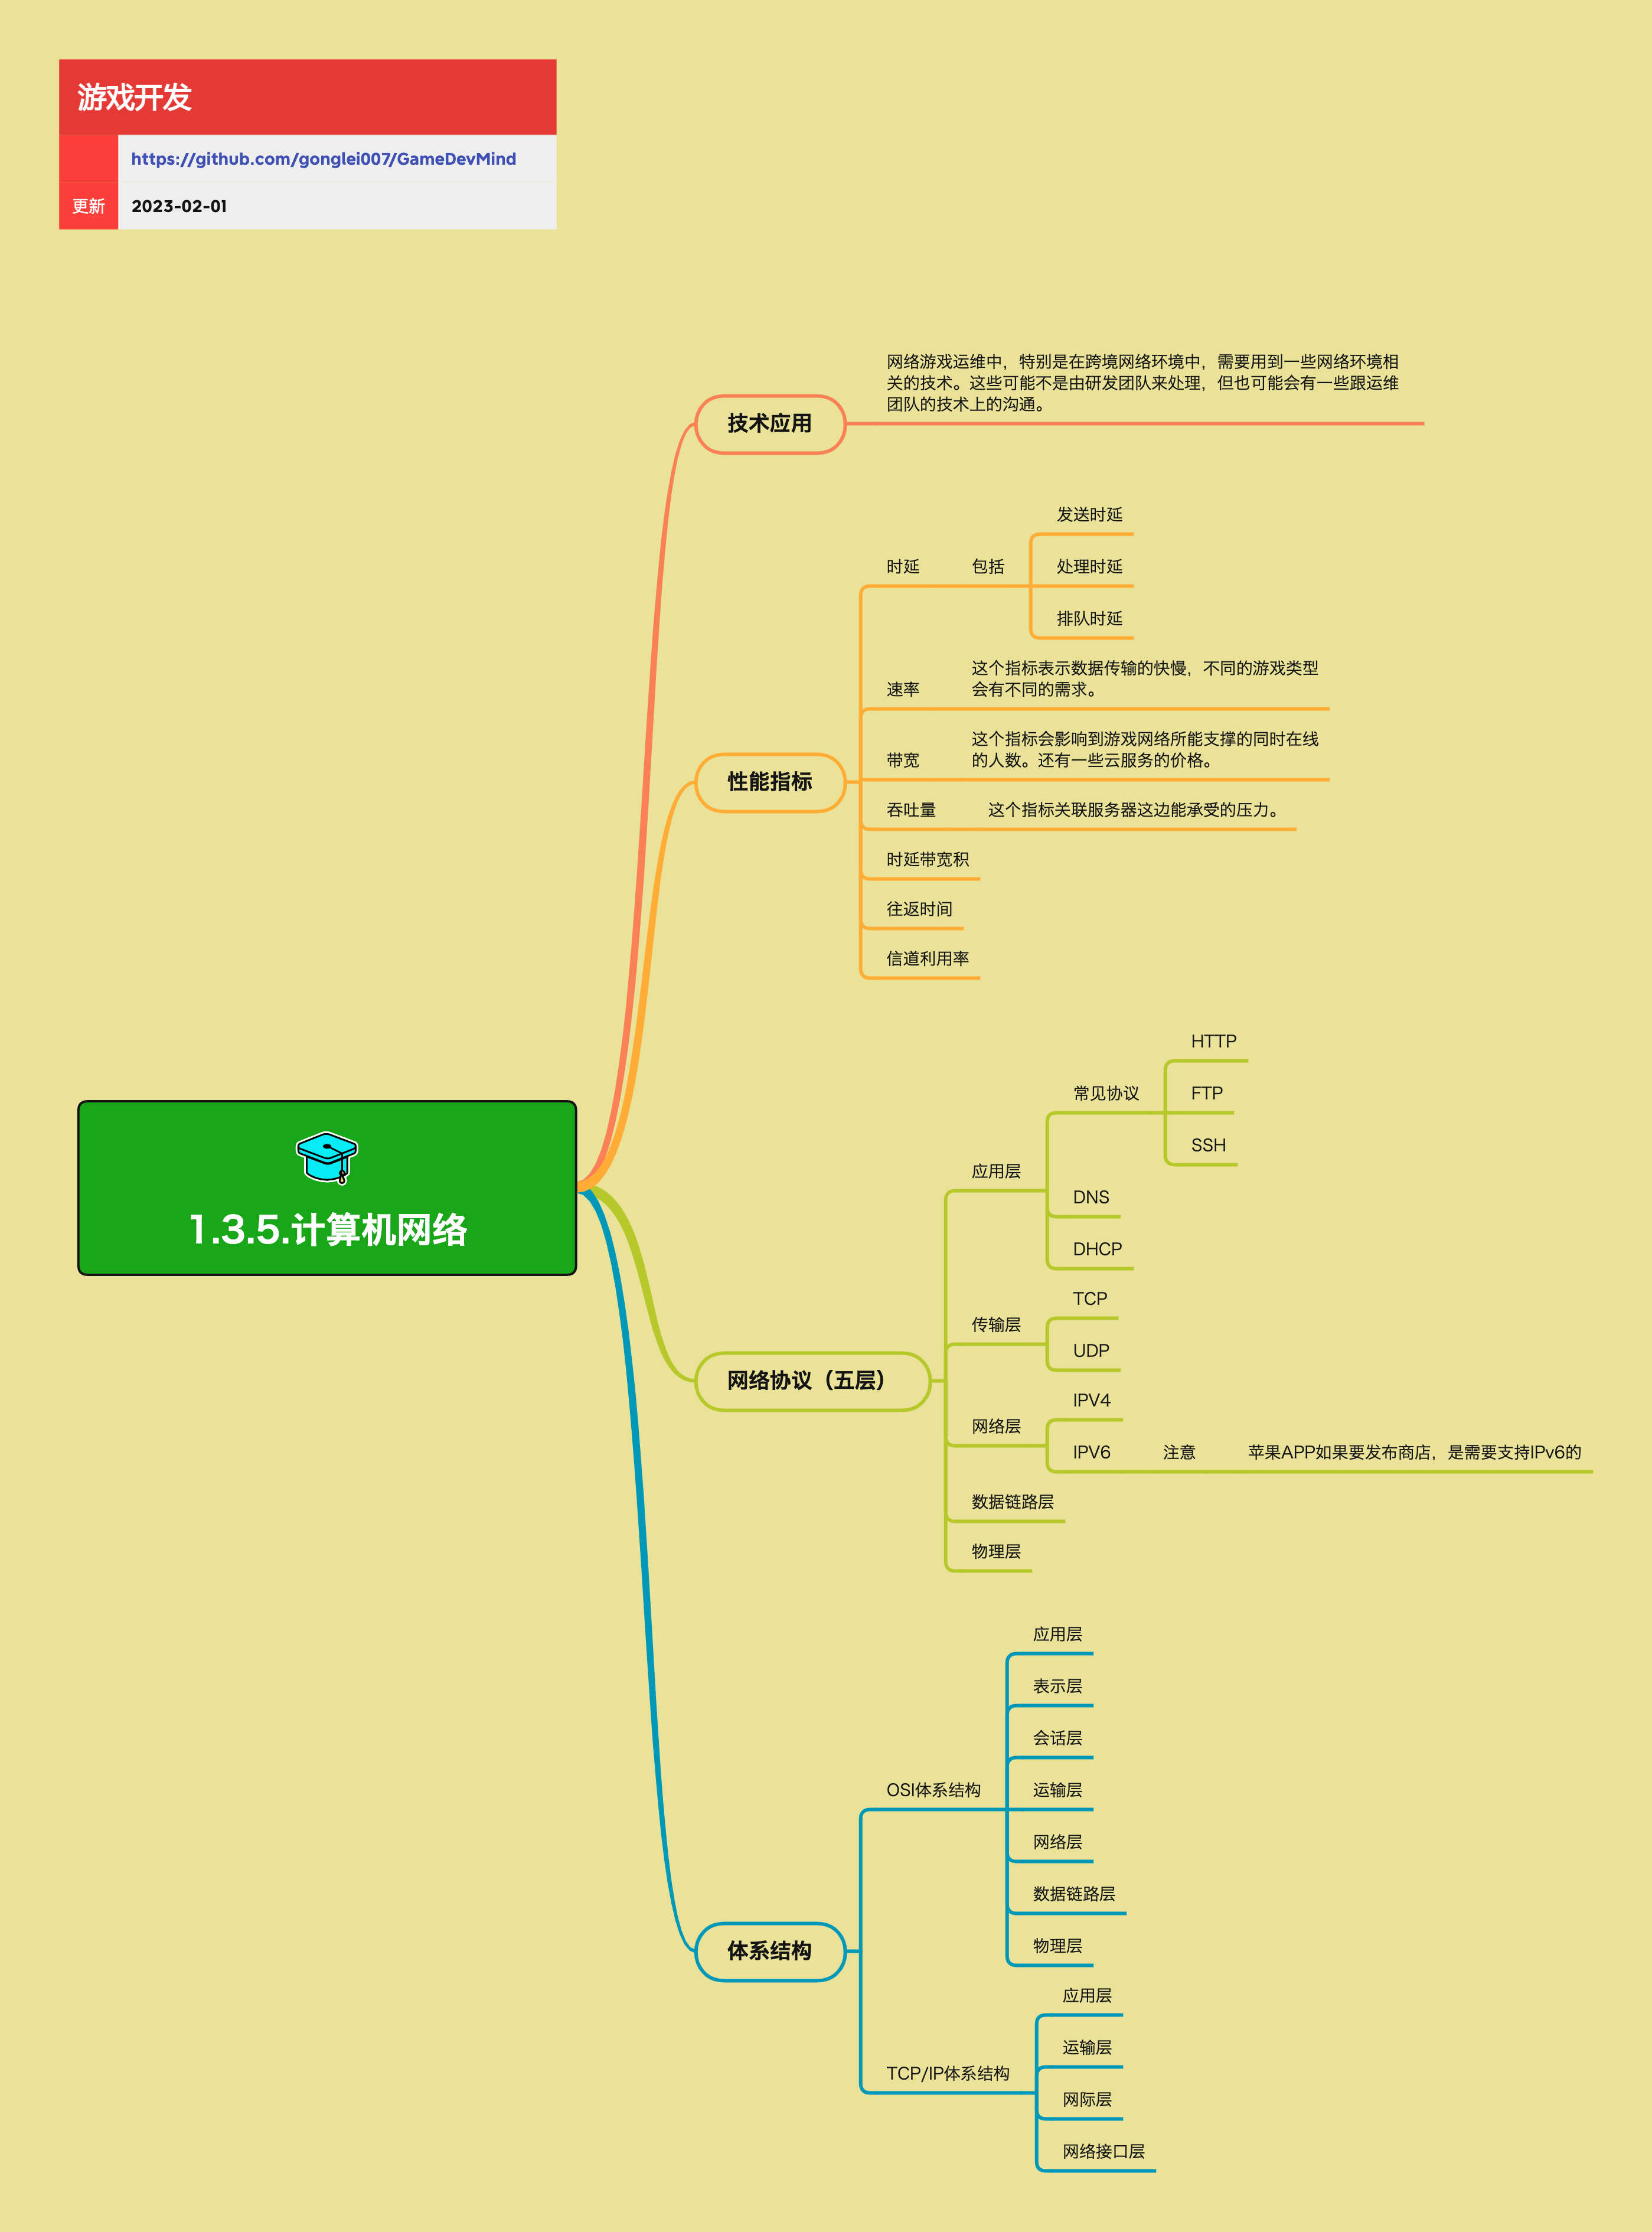 游戏开发
https://github.com/gonglei007/GameDevMind
更新
2023-02-01
1.3.5.计算机网络
技术应用
网络游戏运维中，特别是在跨境网络环境中，需要用到一些网络环境相
关的技术。这些可能不是由研发团队来处理，但也可能会有一些跟运维
团队的技术上的沟通。
性能指标
时延
包括
发送时延
处理时延
排队时延
速率
这个指标表示数据传输的快慢，不同的游戏类型
会有不同的需求。
带宽
这个指标会影响到游戏网络所能支撑的同时在线
的人数。还有一些云服务的价格。
吞吐量
这个指标关联服务器这边能承受的压力。
时延带宽积
往返时间
信道利用率
网络协议（五层）
应用层
常见协议
HTTP
FTP
SSH
DNS
DHCP
传输层
TCP
UDP
网络层
IPV4
IPV6
注意
苹果APP如果要发布商店，是需要支持IPv6的
数据链路层
物理层
体系结构
OSI体系结构
应用层
表示层
会话层
运输层
网络层
数据链路层
物理层
TCP/IP体系结构
应用层
运输层
网际层
网络接口层